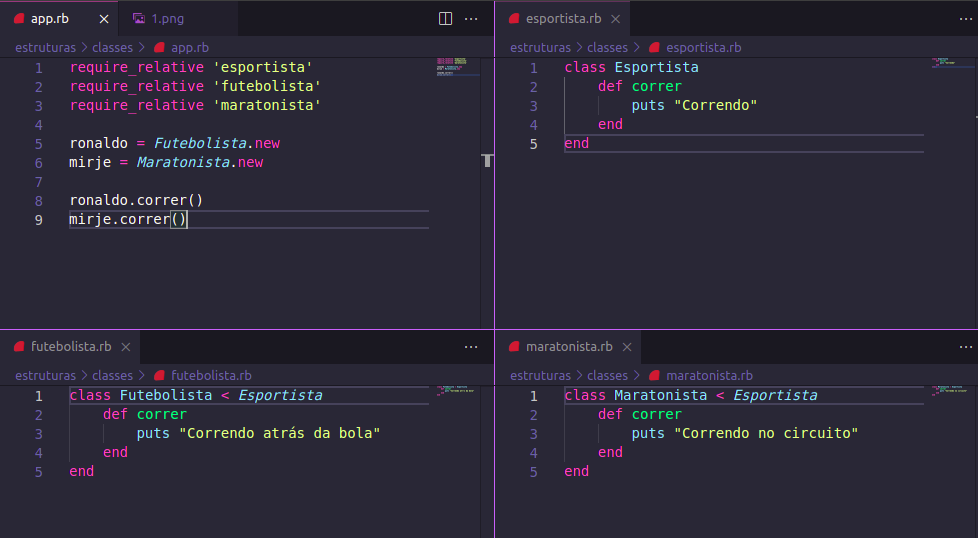 app.rb
1.png
estruturas > classes > app.rb
1 require_relative 'esportista'
2 require_relative 'futebolista'
3 require_relative 'maratonista'
4
5 ronaldo = Futebolista.new
6 mirje = Maratonista.new
7
8 ronaldo.correr()
9 mirje.correr()
esportista.rb
estruturas > classes > esportista.rb
1 class Esportista
2 def correr
3 puts "Correndo"
4 end
5 end
futebolista.rb
estruturas > classes > futebolista.rb
1 class Futebolista < Esportista
2 def correr
3 puts "Correndo atrás da bola"
4 end
5 end
maratonista.rb
estruturas > classes > maratonista.rb
1 class Maratonista < Esportista
2 def correr
3 puts "Correndo no circuito"
4 end
5 end